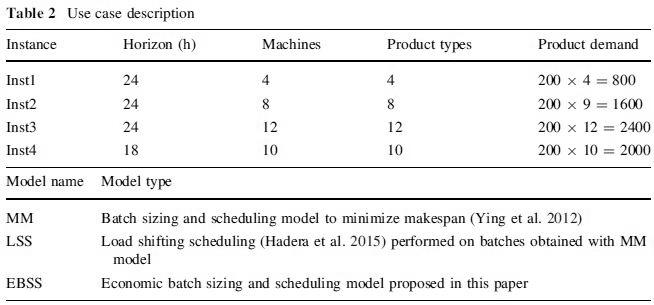 Table 2 Use case description
Instance Horizon (h) Machines Product types Product demand
Inst1 24 4 4 200 × 4 = 800
Inst2 24 8 8 200 × 9 = 1600
Inst3 24 12 12 200 × 12 = 2400
Inst4 18 10 10 200 × 10 = 2000
Model name Model type
MM Batch sizing and scheduling model to minimize makespan (Ying et al. 2012)
LSS Load shifting scheduling (Hadera et al. 2015) performed on batches obtained with MM
model
EBSS Economic batch sizing and scheduling model proposed in this paper